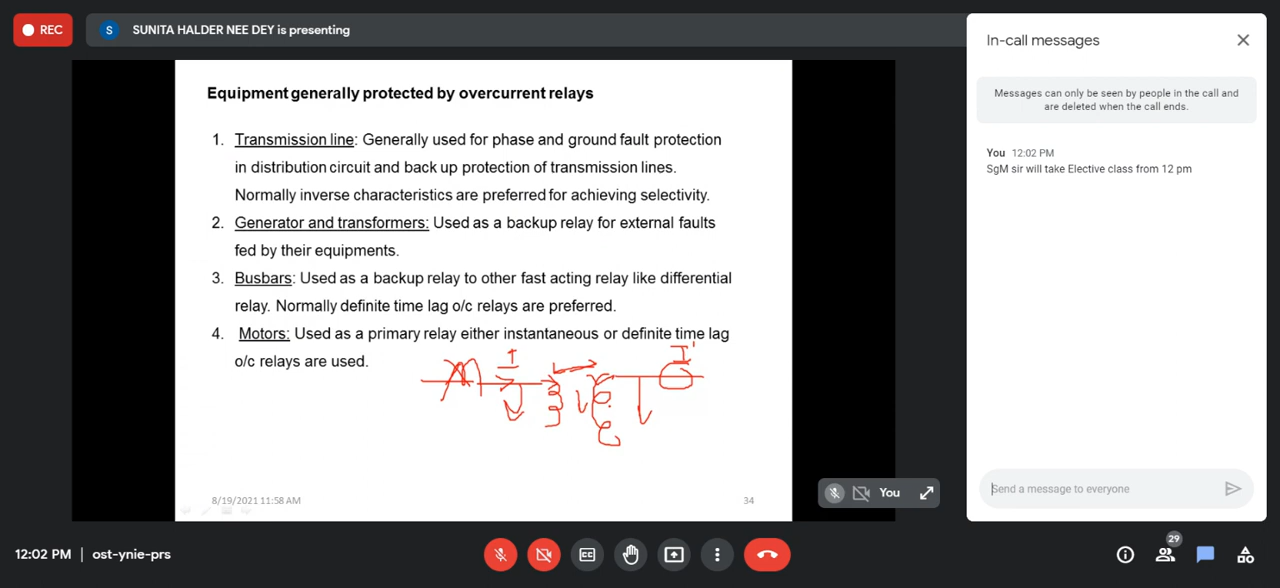 REC
S SUNITA HALDER NEE DEY is presenting
Equipment generally protected by overcurrent relays
1. Transmission line: Generally used for phase and ground fault protection
in distribution circuit and back up protection of transmission lines.
Normally inverse characteristics are preferred for achieving selectivity.
2. Generator and transformers: Used as a backup relay for external faults
fed by their equipments.
3. Busbars: Used as a backup relay to other fast acting relay like differential
relay. Normally definite time lag o/c relays are preferred.
4. Motors: Used as a primary relay either instantaneous or definite time lag
o/c relays are used.
I'
8/19/2021 11:58 AM
34
You
In-call messages
Messages can only be seen by people in the call and
are deleted when the call ends.
You 12:02 PM
SgM sir will take Elective class from 12 pm
Send a message to everyone
12:02 PM | ost-ynie-prs
29